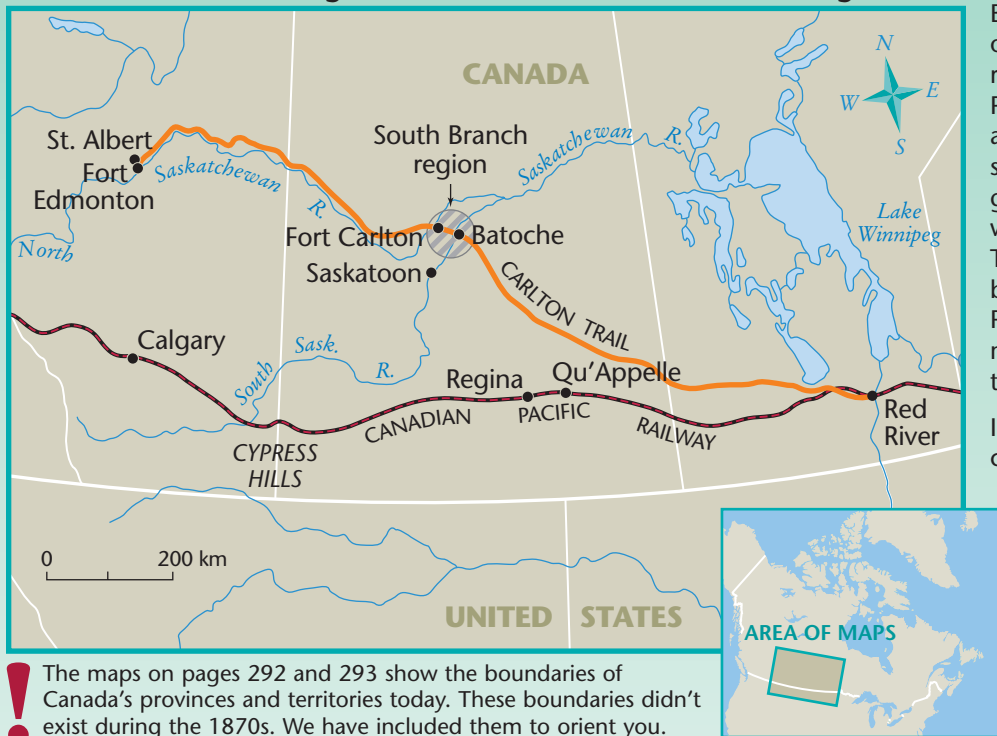 CANADA
N
W
E
S
St. Albert
Fort
Edmonton
North
Saskatchewan
R.
South Branch
region
Saskatchewan
R.
Lake
Winnipeg
Fort Carlton
Batoche
Saskatoon
CARLTON TRAIL
Calgary
South
Sask.
R.
Regina
Qu'Appelle
CANADIAN
PACIFIC
RAILWAY
Red
River
CYPRESS
HILLS
0 200 km
UNITED STATES
AREA OF MAPS
! The maps on pages 292 and 293 show the boundaries of
Canada's provinces and territories today. These boundaries didn't
exist during the 1870s. We have included them to orient you.